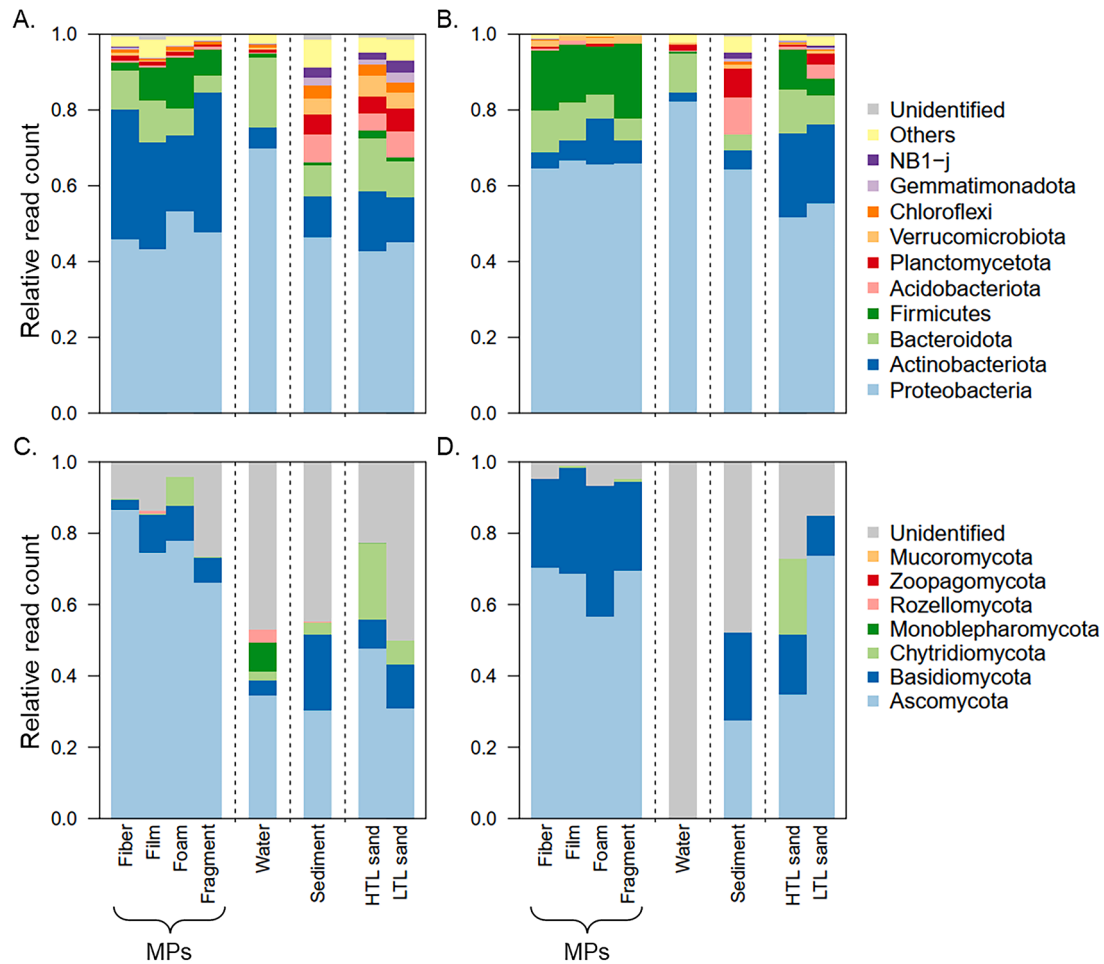 A.
B.
Relative read count
1.0
0.8
0.6
0.4
0.2
0.0
1.0
0.8
0.6
0.4
0.2
0.0
Unidentified
Others
NB1−j
Gemmatimonadota
Chloroflexi
Verrucomicrobiota
Planctomycetota
Acidobacteriota
Firmicutes
Bacteroidota
Actinobacteriota
Proteobacteria
C.
D.
Relative read count
1.0
0.8
0.6
0.4
0.2
0.0
1.0
0.8
0.6
0.4
0.2
0.0
Unidentified
Mucoromycota
Zoopagomycota
Rozellomycota
Monoblepharomycota
Chytridiomycota
Basidiomycota
Ascomycota
Fiber
Film
Foam
Fragment
Water
Sediment
HTL sand
LTL sand
Fiber
Film
Foam
Fragment
Water
Sediment
HTL sand
LTL sand
MPs
MPs